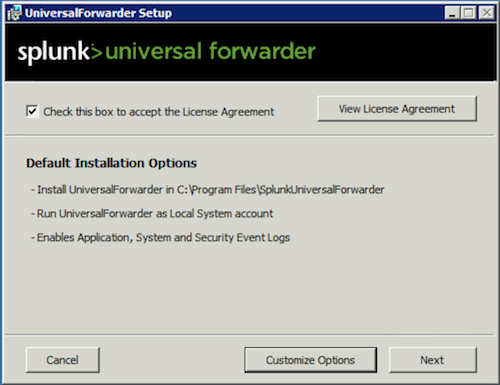 UniversalForwarder Setup
splunk>universal forwarder
Check this box to accept the License Agreement
View License Agreement
Default Installation Options
- Install UniversalForwarder in C:\Program Files\SplunkUniversalForwarder
- Run UniversalForwarder as Local System account
- Enables Application, System and Security Event Logs
Cancel
Customize Options
Next